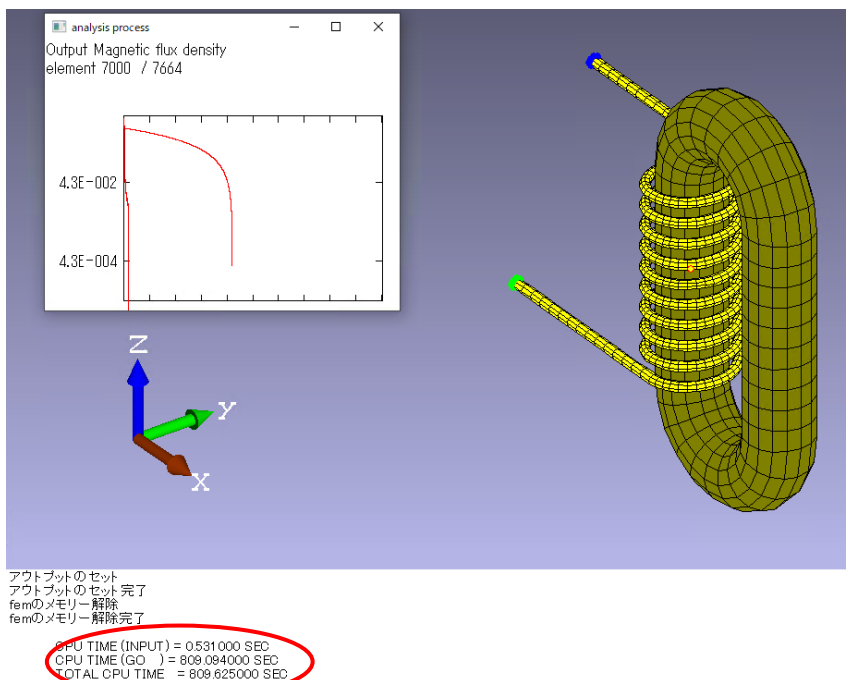 analysis process
Output Magnetic flux density
element 7000 / 7664
4.3E-002
4.3E-004
Z
Y
X
アウトプットのセット
アウトプットのセット完了
femのメモリー解除
femのメモリー解除完了
CPU TIME (INPUT) = 0.531000 SEC
CPU TIME (GO ) = 809.094000 SEC
TOTAL CPU TIME = 809.625000 SEC